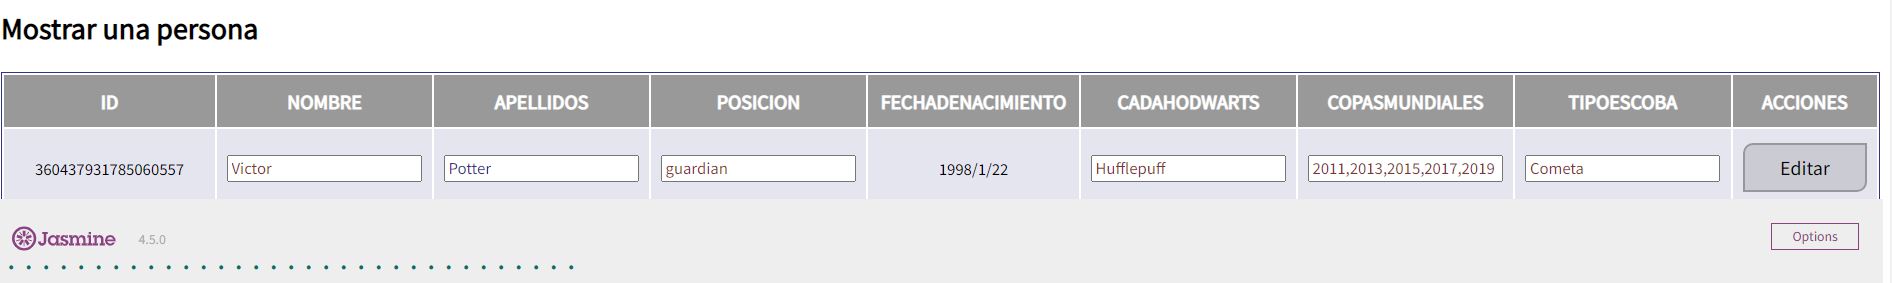 Mostrar una persona
ID NOMBRE APELLIDOS POSICION FECHADENACIMIENTO CADAHODWARTS COPASMUNDIALES TIPOESCOBA ACCIONES
360437931785060557 Victor Potter guardian 1998/1/22 Hufflepuff 2011,2013,2015,2017,2019 Cometa Editar
Jasmine 4.5.0 Options